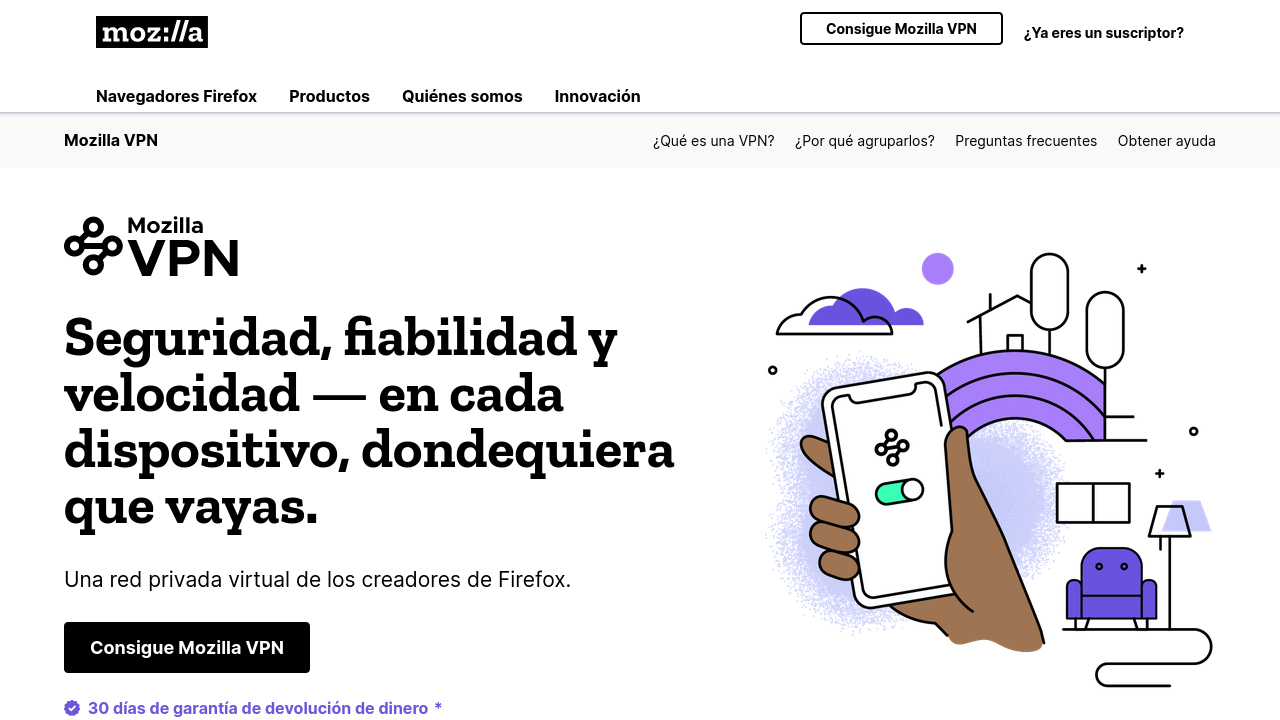 moz://a
Consigue Mozilla VPN
¿Ya eres un suscriptor?
Navegadores Firefox
Productos
Quiénes somos
Innovación
Mozilla VPN
¿Qué es una VPN?
¿Por qué agruparlos?
Preguntas frecuentes
Obtener ayuda
Mozilla
VPN
Seguridad, fiabilidad y
velocidad — en cada
dispositivo, dondequiera
que vayas.
Una red privada virtual de los creadores de Firefox.
Consigue Mozilla VPN
30 días de garantía de devolución de dinero *